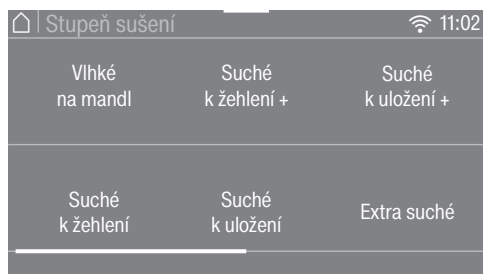 Stupeň sušení 11:02
Vlhké
na mandl
Suché
k žehlení +
Suché
k uložení +
Suché
k žehlení
Suché
k uložení
Extra suché